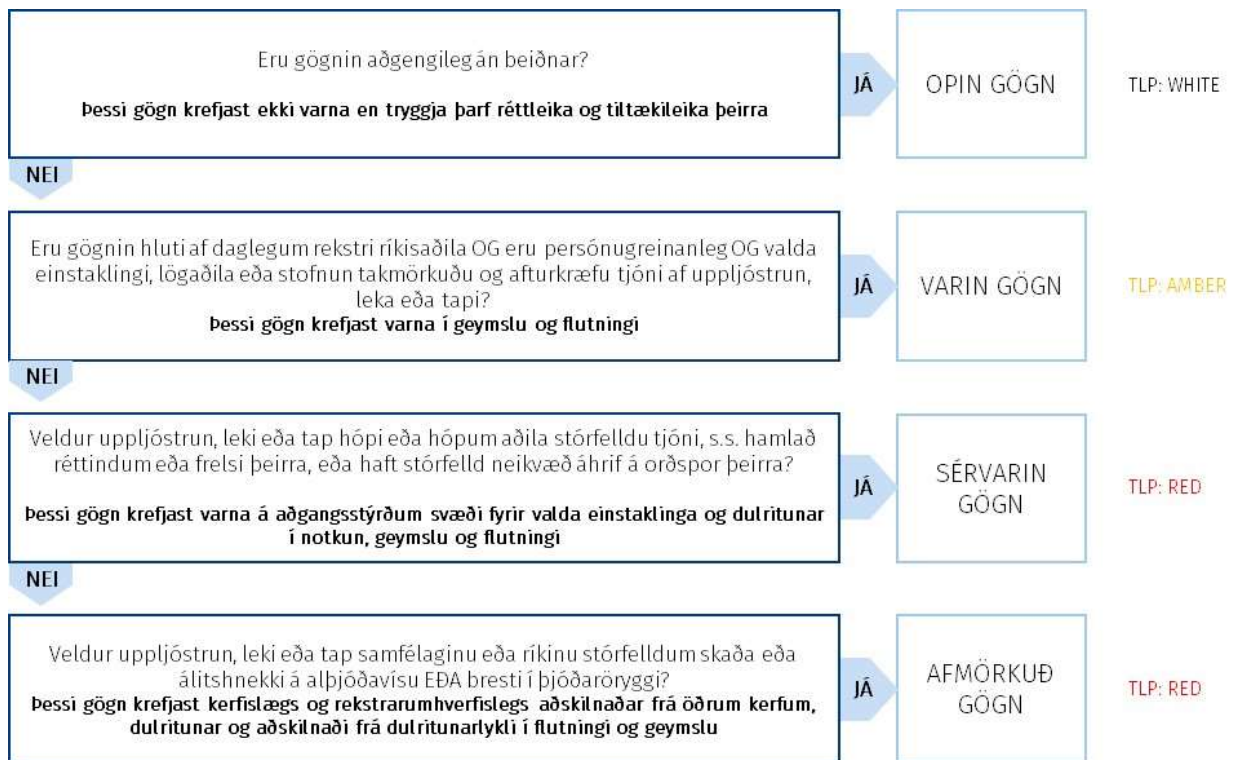 Eru gögnin aðgengileg án beiðnar?
Þessi gögn krefjast ekki varna en tryggja þarf réttleika og tiltækileika þeirra
JÁ
OPIN GÖGN
TLP: WHITE
NEI
Eru gögnin hluti af daglegum rekstri ríkisaðila OG eru persónugreinanleg OG valda
einstaklingi, lögaðila eða stofnun takmörkuðu og afturkræfu tjóni af uppljóstrun,
leka eða tapi?
Þessi gögn krefjast varna í geymslu og flutningi
JÁ
VARIN GÖGN
TLP: AMBER
NEI
Veldur uppljóstrun, leki eða tap hópi eða hópum aðila stórfelldu tjóni, s.s. hamlað
réttindum eða frelsi þeirra, eða haft stórfelld neikvæð áhrif á orðspor þeirra?
Þessi gögn krefjast varna á aðgangsstýrðum svæði fyrir valda einstaklinga og dulritunar
í notkun, geymslu og flutningi
JÁ
SÉRVARIN
GÖGN
TLP: RED
NEI
Veldur uppljóstrun, leki eða tap samfélaginu eða ríkinu stórfelldum skaða eða
álitshnekki á alþjóðavísu EÐA bresti í þjóðaröryggi?
Þessi gögn krefjast kerfislægs og rekstrarumhverfislegs aðskilnaðar frá öðrum kerfum,
dulritunar og aðskilnaði frá dulritunarlykli í flutningi og geymslu
JÁ
AFMÖRKUÐ
GÖGN
TLP: RED